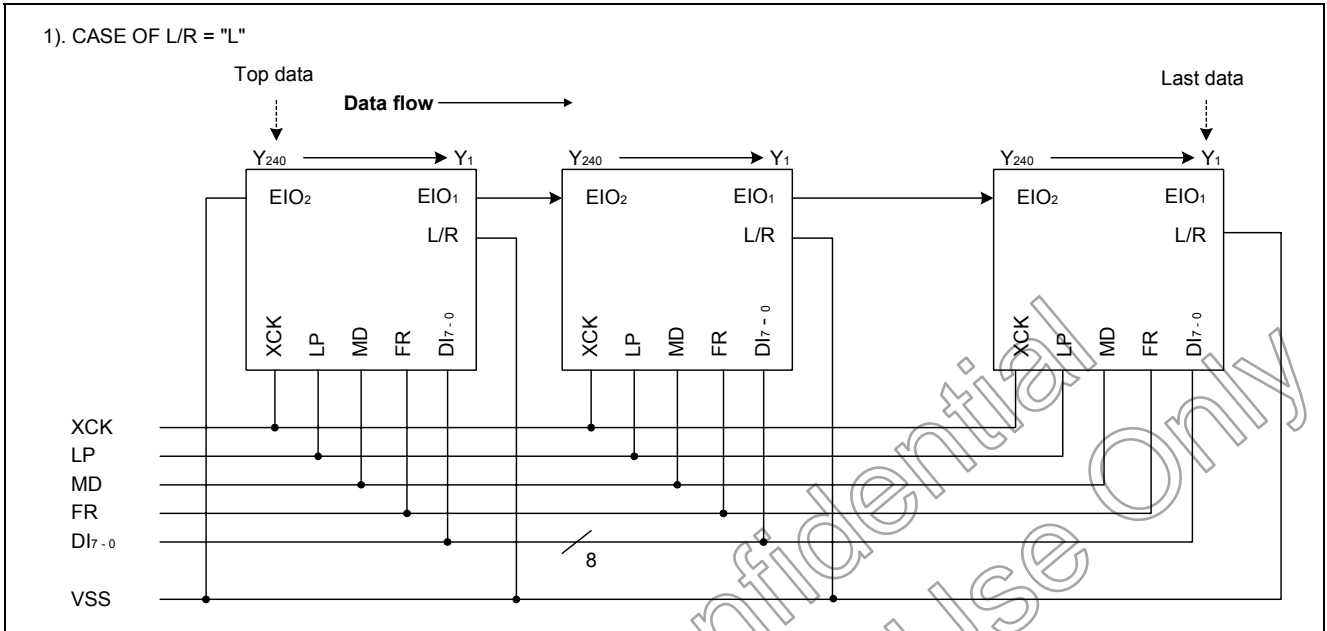 1). CASE OF L/R = "L"
Top data
Last data
Data flow
Y240 Y1 Y240 Y1 Y240 Y1
EIO2 EIO1 EIO2 EIO1 EIO2 EIO1
L/R L/R L/R
XCK LP MD FR DI7-0 XCK LP MD FR DI7-0 XCK LP MD FR DI7-0
XCK
LP
MD
FR
DI7-0
8
VSS
nfidential
Use Only